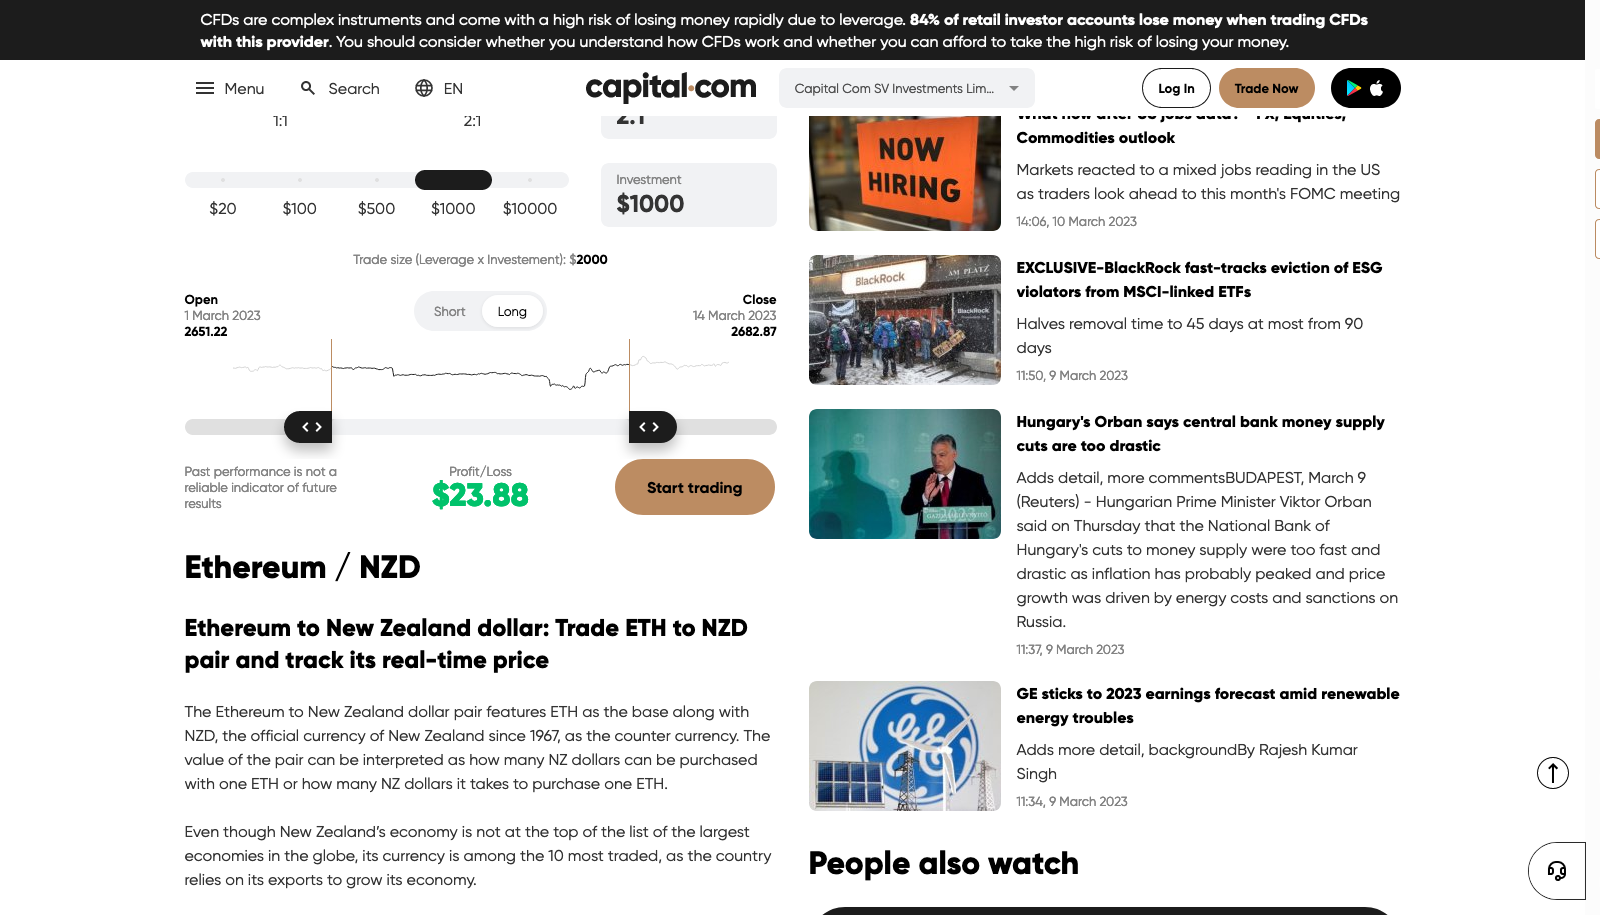 CFDs are complex instruments and come with a high risk of losing money rapidly due to leverage. 84% of retail investor accounts lose money when trading CFDs
with this provider. You should consider whether you understand how CFDs work and whether you can afford to take the high risk of losing your money.
Menu
Search
EN
capital.com
Capital Com SV Investments Lim...
Log In
Trade Now
1:1
2:1
2:1
Investment
$1000
$20
$100
$500
$1000
$10000
Trade size (Leverage x Investement): $2000
Open
1 March 2023
2651.22
Short
Long
Close
14 March 2023
2682.87
Past performance is not a
reliable indicator of future
results
Profit/Loss
$23.88
Start trading
Ethereum / NZD
Ethereum to New Zealand dollar: Trade ETH to NZD
pair and track its real-time price
The Ethereum to New Zealand dollar pair features ETH as the base along with
NZD, the official currency of New Zealand since 1967, as the counter currency. The
value of the pair can be interpreted as how many NZ dollars can be purchased
with one ETH or how many NZ dollars it takes to purchase one ETH.
Even though New Zealand's economy is not at the top of the list of the largest
economies in the globe, its currency is among the 10 most traded, as the country
relies on its exports to grow its economy.
NOW
HIRING
What now after US jobs data? - FX, Equities,
Commodities outlook
Markets reacted to a mixed jobs reading in the US
as traders look ahead to this month's FOMC meeting
14:06, 10 March 2023
BlackRock
AM PLATZ
BlackRock
EXCLUSIVE-BlackRock fast-tracks eviction of ESG
violators from MSCI-linked ETFs
Halves removal time to 45 days at most from 90
days
11:50, 9 March 2023
2023
Hungary's Orban says central bank money supply
cuts are too drastic
Adds detail, more commentsBUDAPEST, March 9
(Reuters) - Hungarian Prime Minister Viktor Orban
said on Thursday that the National Bank of
Hungary's cuts to money supply were too fast and
drastic as inflation has probably peaked and price
growth was driven by energy costs and sanctions on
Russia.
11:37, 9 March 2023
GE sticks to 2023 earnings forecast amid renewable
energy troubles
Adds more detail, backgroundBy Rajesh Kumar
Singh
11:34, 9 March 2023
People also watch